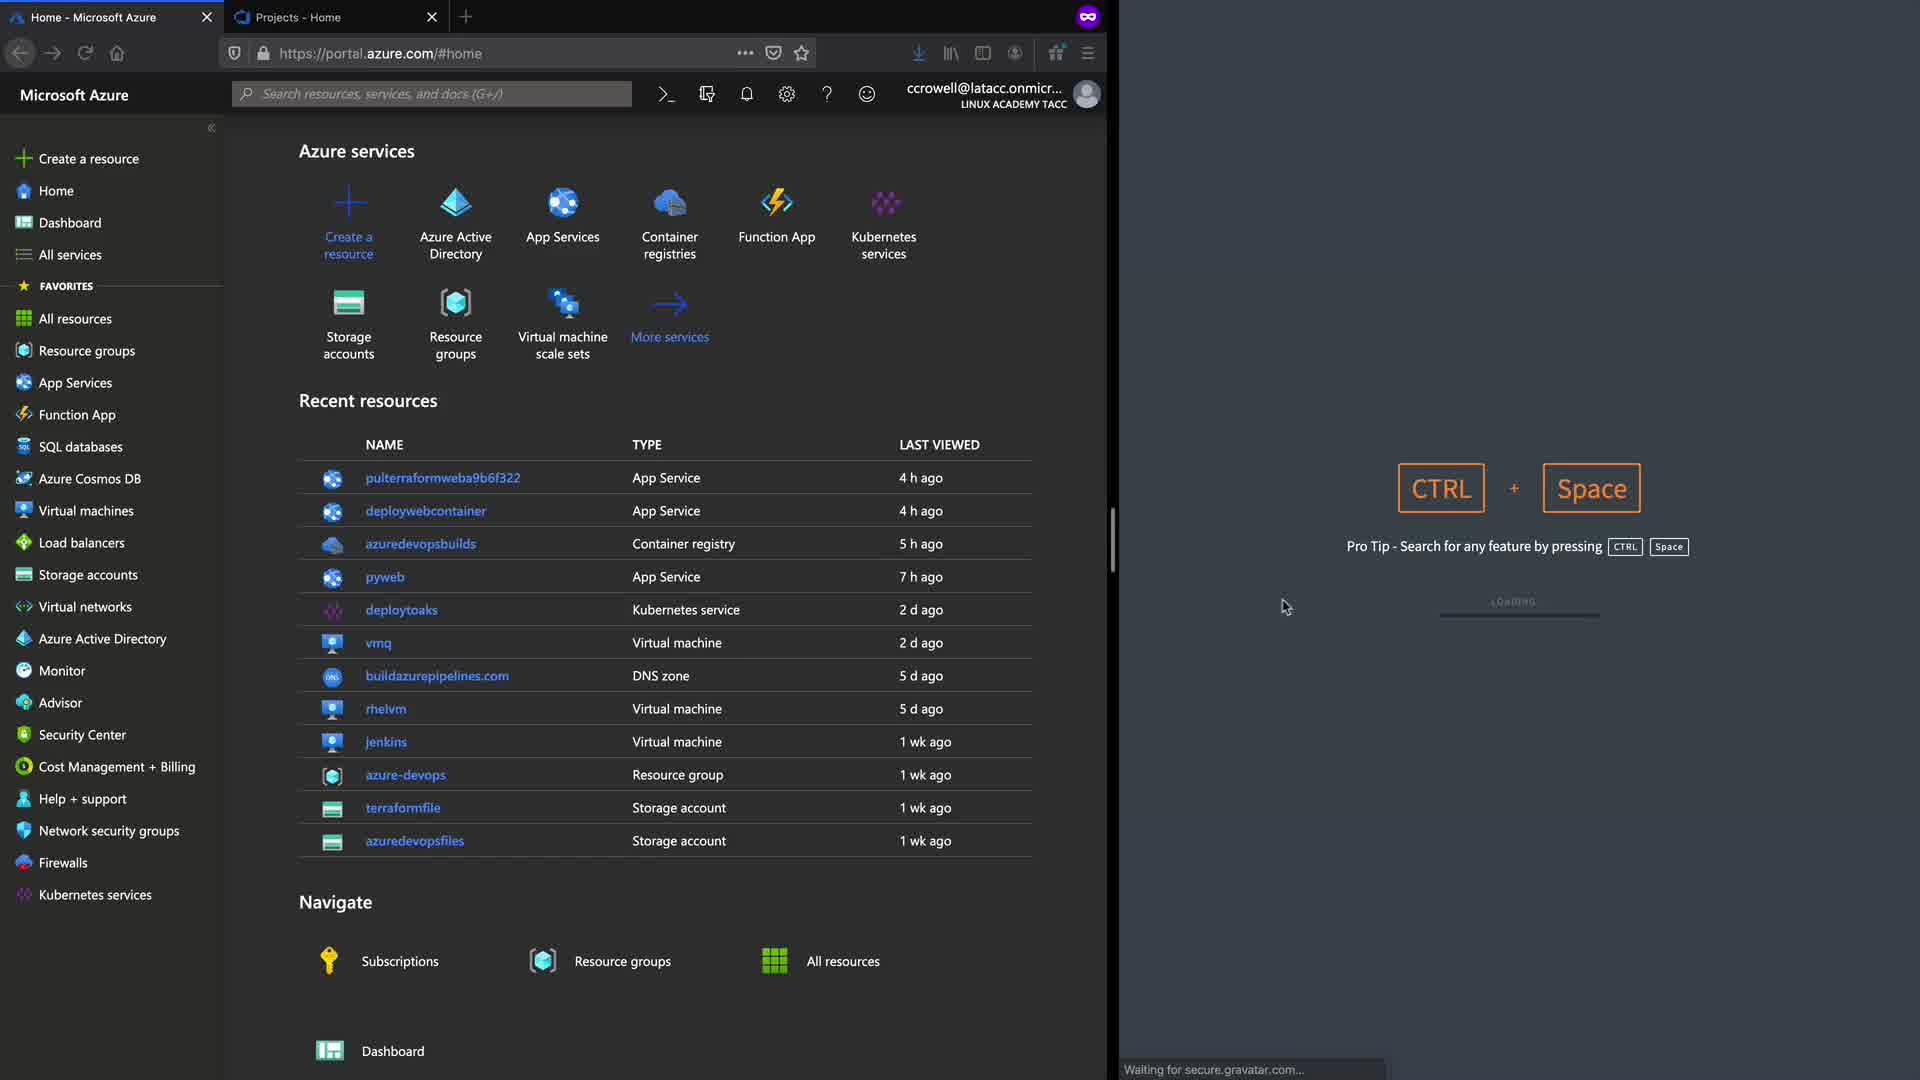 Home - Microsoft Azure
Projects - Home
https://portal.azure.com/#home
Microsoft Azure
Search resources, services, and docs (G+/)
ccrowell@latacc.onmicr...
LINUX ACADEMY TACC
Create a resource
Home
Dashboard
All services
FAVORITES
All resources
Resource groups
App Services
Function App
SQL databases
Azure Cosmos DB
Virtual machines
Load balancers
Storage accounts
Virtual networks
Azure Active Directory
Monitor
Advisor
Security Center
Cost Management + Billing
Help + support
Network security groups
Firewalls
Kubernetes services
Azure services
Create a
resource
Azure Active
Directory
App Services
Container
registries
Function App
Kubernetes
services
Storage
accounts
Resource
groups
Virtual machine
scale sets
More services
Recent resources
NAME TYPE LAST VIEWED
pulterraformweba9b6f322 App Service 4 h ago
deploywebcontainer App Service 4 h ago
azuredevopsbuilds Container registry 5 h ago
pyweb App Service 7 h ago
deploytoaks Kubernetes service 2 d ago
vmq Virtual machine 2 d ago
DNS buildazurepipelines.com DNS zone 5 d ago
rhelvm Virtual machine 5 d ago
jenkins Virtual machine 1 wk ago
azure-devops Resource group 1 wk ago
terraformfile Storage account 1 wk ago
azuredevopsfiles Storage account 1 wk ago
Navigate
Subscriptions
Resource groups
All resources
Dashboard
CTRL + Space
Pro Tip - Search for any feature by pressing CTRL Space
LOADING
Waiting for secure.gravatar.com...